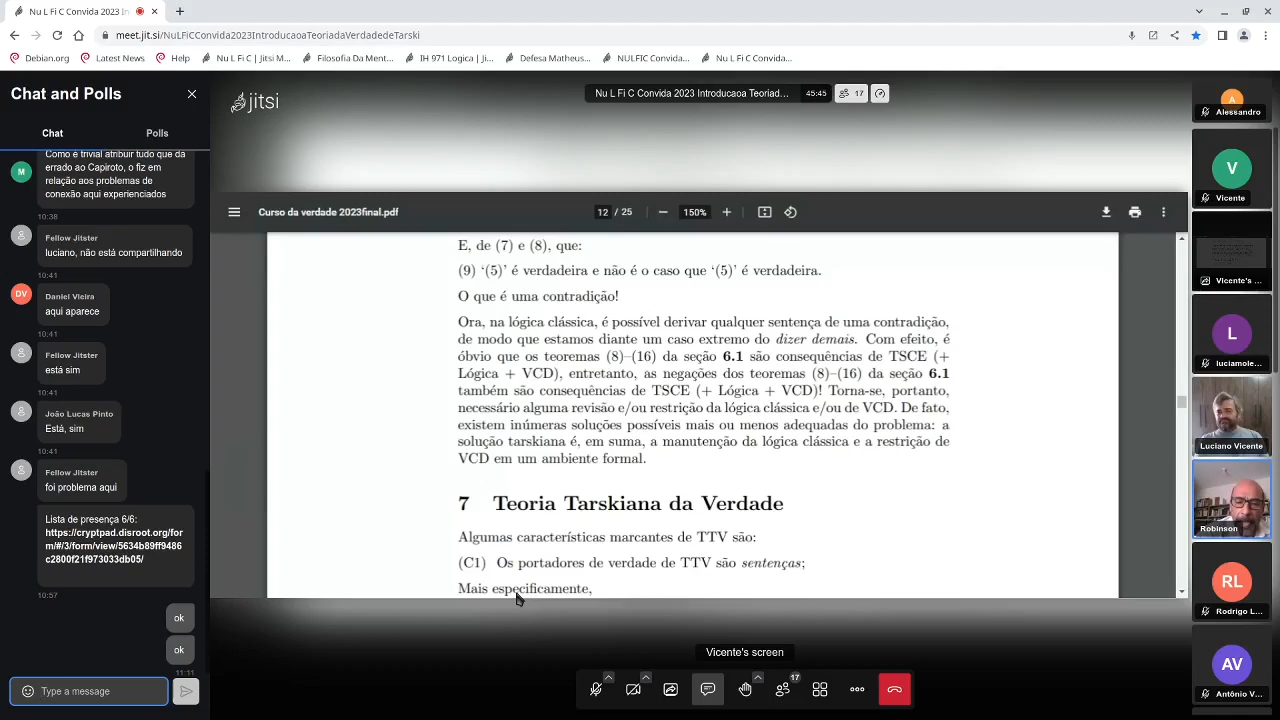 Nu L Fi C Convida 2023
meet.jit.si/NuLFiCConvida2023IntroducaoaTeoriadaVerdadedeTarski
Debian.org
Latest News
Help
Nu L F i C | Jitsi M...
Filosofia Da Ment...
IH 971 Logica | Ji...
Defesa Matheus...
NULFIC Convida...
Nu L F i C Convida...
Chat and Polls
Chat
Polls
Como é trivial atribuir tudo que da
errado ao Capiroto, o fiz em
relação aos problemas de
conexão aqui experienciados
M
10:38
Fellow Jitster
luciano, não está compartilhando
10:41
DV
Daniel VIeira
aqui aparece
10:41
Fellow Jitster
está sim
10:41
João Lucas Pinto
Está, sim
10:41
Fellow Jitster
foi problema aqui
Lista de presença 6/6:
https://cryptpad.disroot.org/for
m/#/3/form/view/5634b89ff9486
c2800f21f973033db05/
10:57
ok
ok
11:11
Type a message
jitsi
Nu L Fi C Convida 2023 Introducaoa Teoriad...
45:45
17
Curso da verdade 2023final.pdf
12 / 25
150%
E, de (7) e (8), que:
(9) ‘(5)’ é verdadeira e não é o caso que ‘(5)’ é verdadeira.
O que é uma contradição!
Ora, na lógica clássica, é possível derivar qualquer sentença de uma contradição,
de modo que estamos diante um caso extremo do dizer demais. Com efeito, é
óbvio que os teoremas (8)–(16) da seção 6.1 são consequências de TSCE (+
Lógica + VCD), entretanto, as negações dos teoremas (8)–(16) da seção 6.1
também são consequências de TSCE (+ Lógica + VCD)! Torna-se, portanto,
necessário alguma revisão e/ou restrição da lógica clássica e/ou de VCD. De fato,
existem inúmeras soluções possíveis mais ou menos adequadas do problema: a
solução tarskiana é, em suma, a manutenção da lógica clássica e a restrição de
VCD em um ambiente formal.
7 Teoria Tarskiana da Verdade
Algumas características marcantes de TTV são:
(C1) Os portadores de verdade de TTV são sentenças;
Mais especificamente,
Vicente's screen
17
A
Alessandro
V
Vicente
Vicente's ...
L
luciamole...
Luciano Vicente
Robinson
RL
Rodrigo L...
AV
Antônio V...